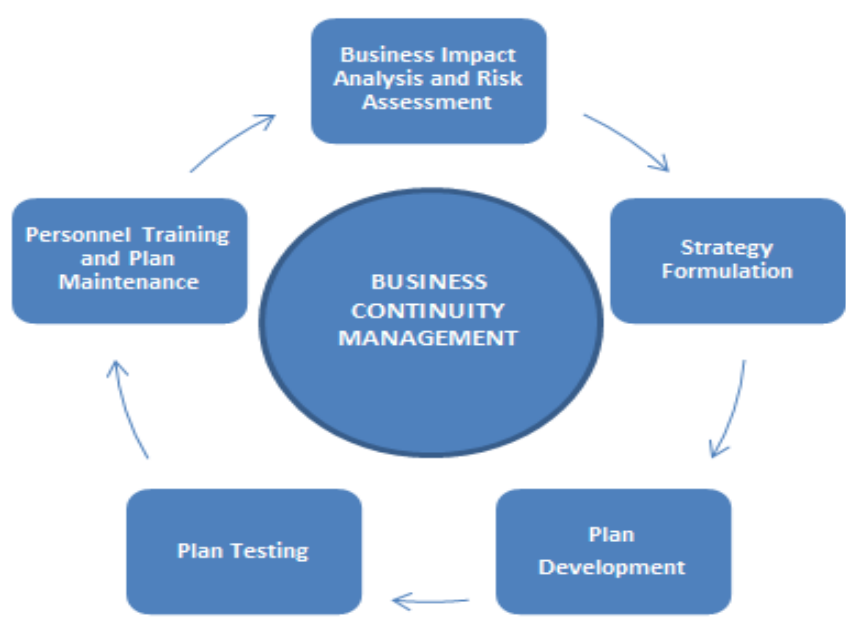 Business Impact
Analysis and Risk
Assessment
Strategy
Formulation
Plan
Development
Plan Testing
Personnel Training
and Plan
Maintenance
BUSINESS
CONTINUITY
MANAGEMENT